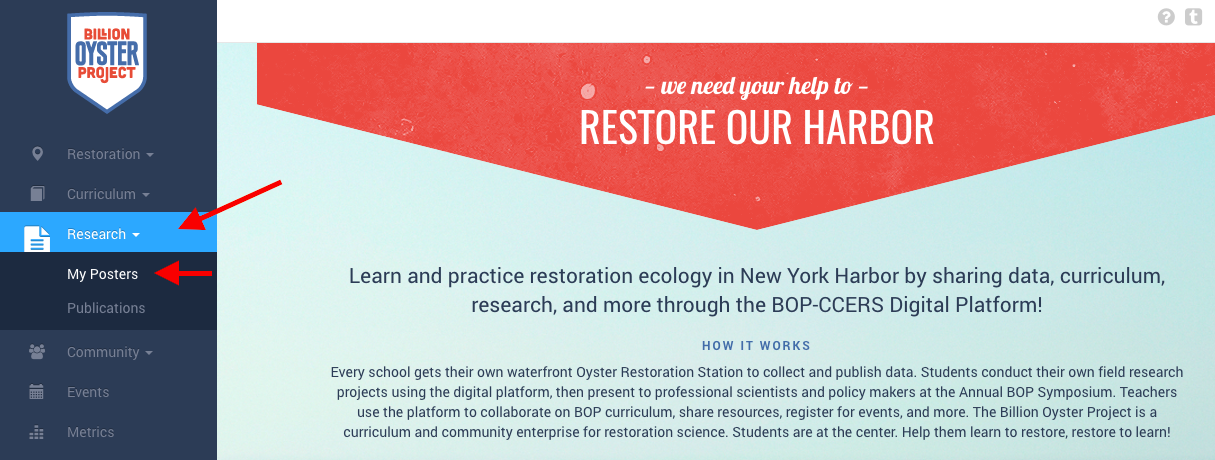 BILLION
OYSTER
PROJECT
Restoration
Curriculum
Research
My Posters
Publications
Community
Events
Metrics
? t
– we need your help to –
RESTORE OUR HARBOR
Learn and practice restoration ecology in New York Harbor by sharing data, curriculum,
research, and more through the BOP-CCERS Digital Platform!
HOW IT WORKS
Every school gets their own waterfront Oyster Restoration Station to collect and publish data. Students conduct their own field research
projects using the digital platform, then present to professional scientists and policy makers at the Annual BOP Symposium. Teachers
use the platform to collaborate on BOP curriculum, share resources, register for events, and more. The Billion Oyster Project is a
curriculum and community enterprise for restoration science. Students are at the center. Help them learn to restore, restore to learn!